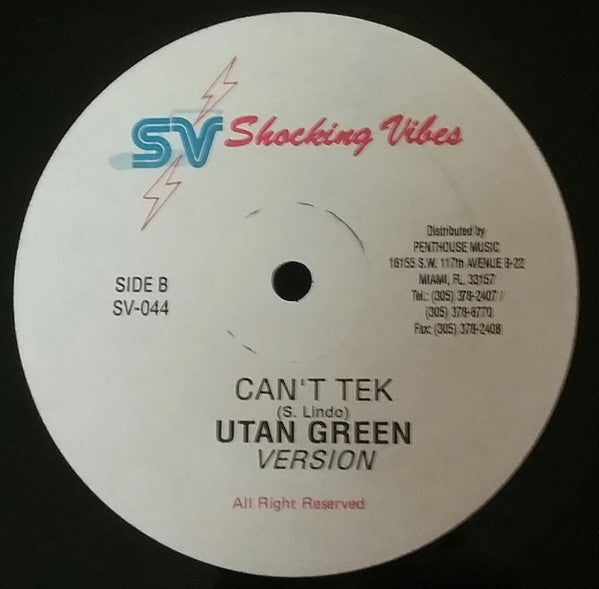 SV Shocking Vibes
Distributed by
PENTHOUSE MUSIC
16155 S.W. 117th AVENUE B-22
MIAMI, FL. 33157
Tel.: (305) 378-2407 //
(305) 378-6770
Fax: (305) 378-2408
SIDE B
SV-044
CAN'T TEK
(S. Lindo)
UTAN GREEN
VERSION
All Right Reserved